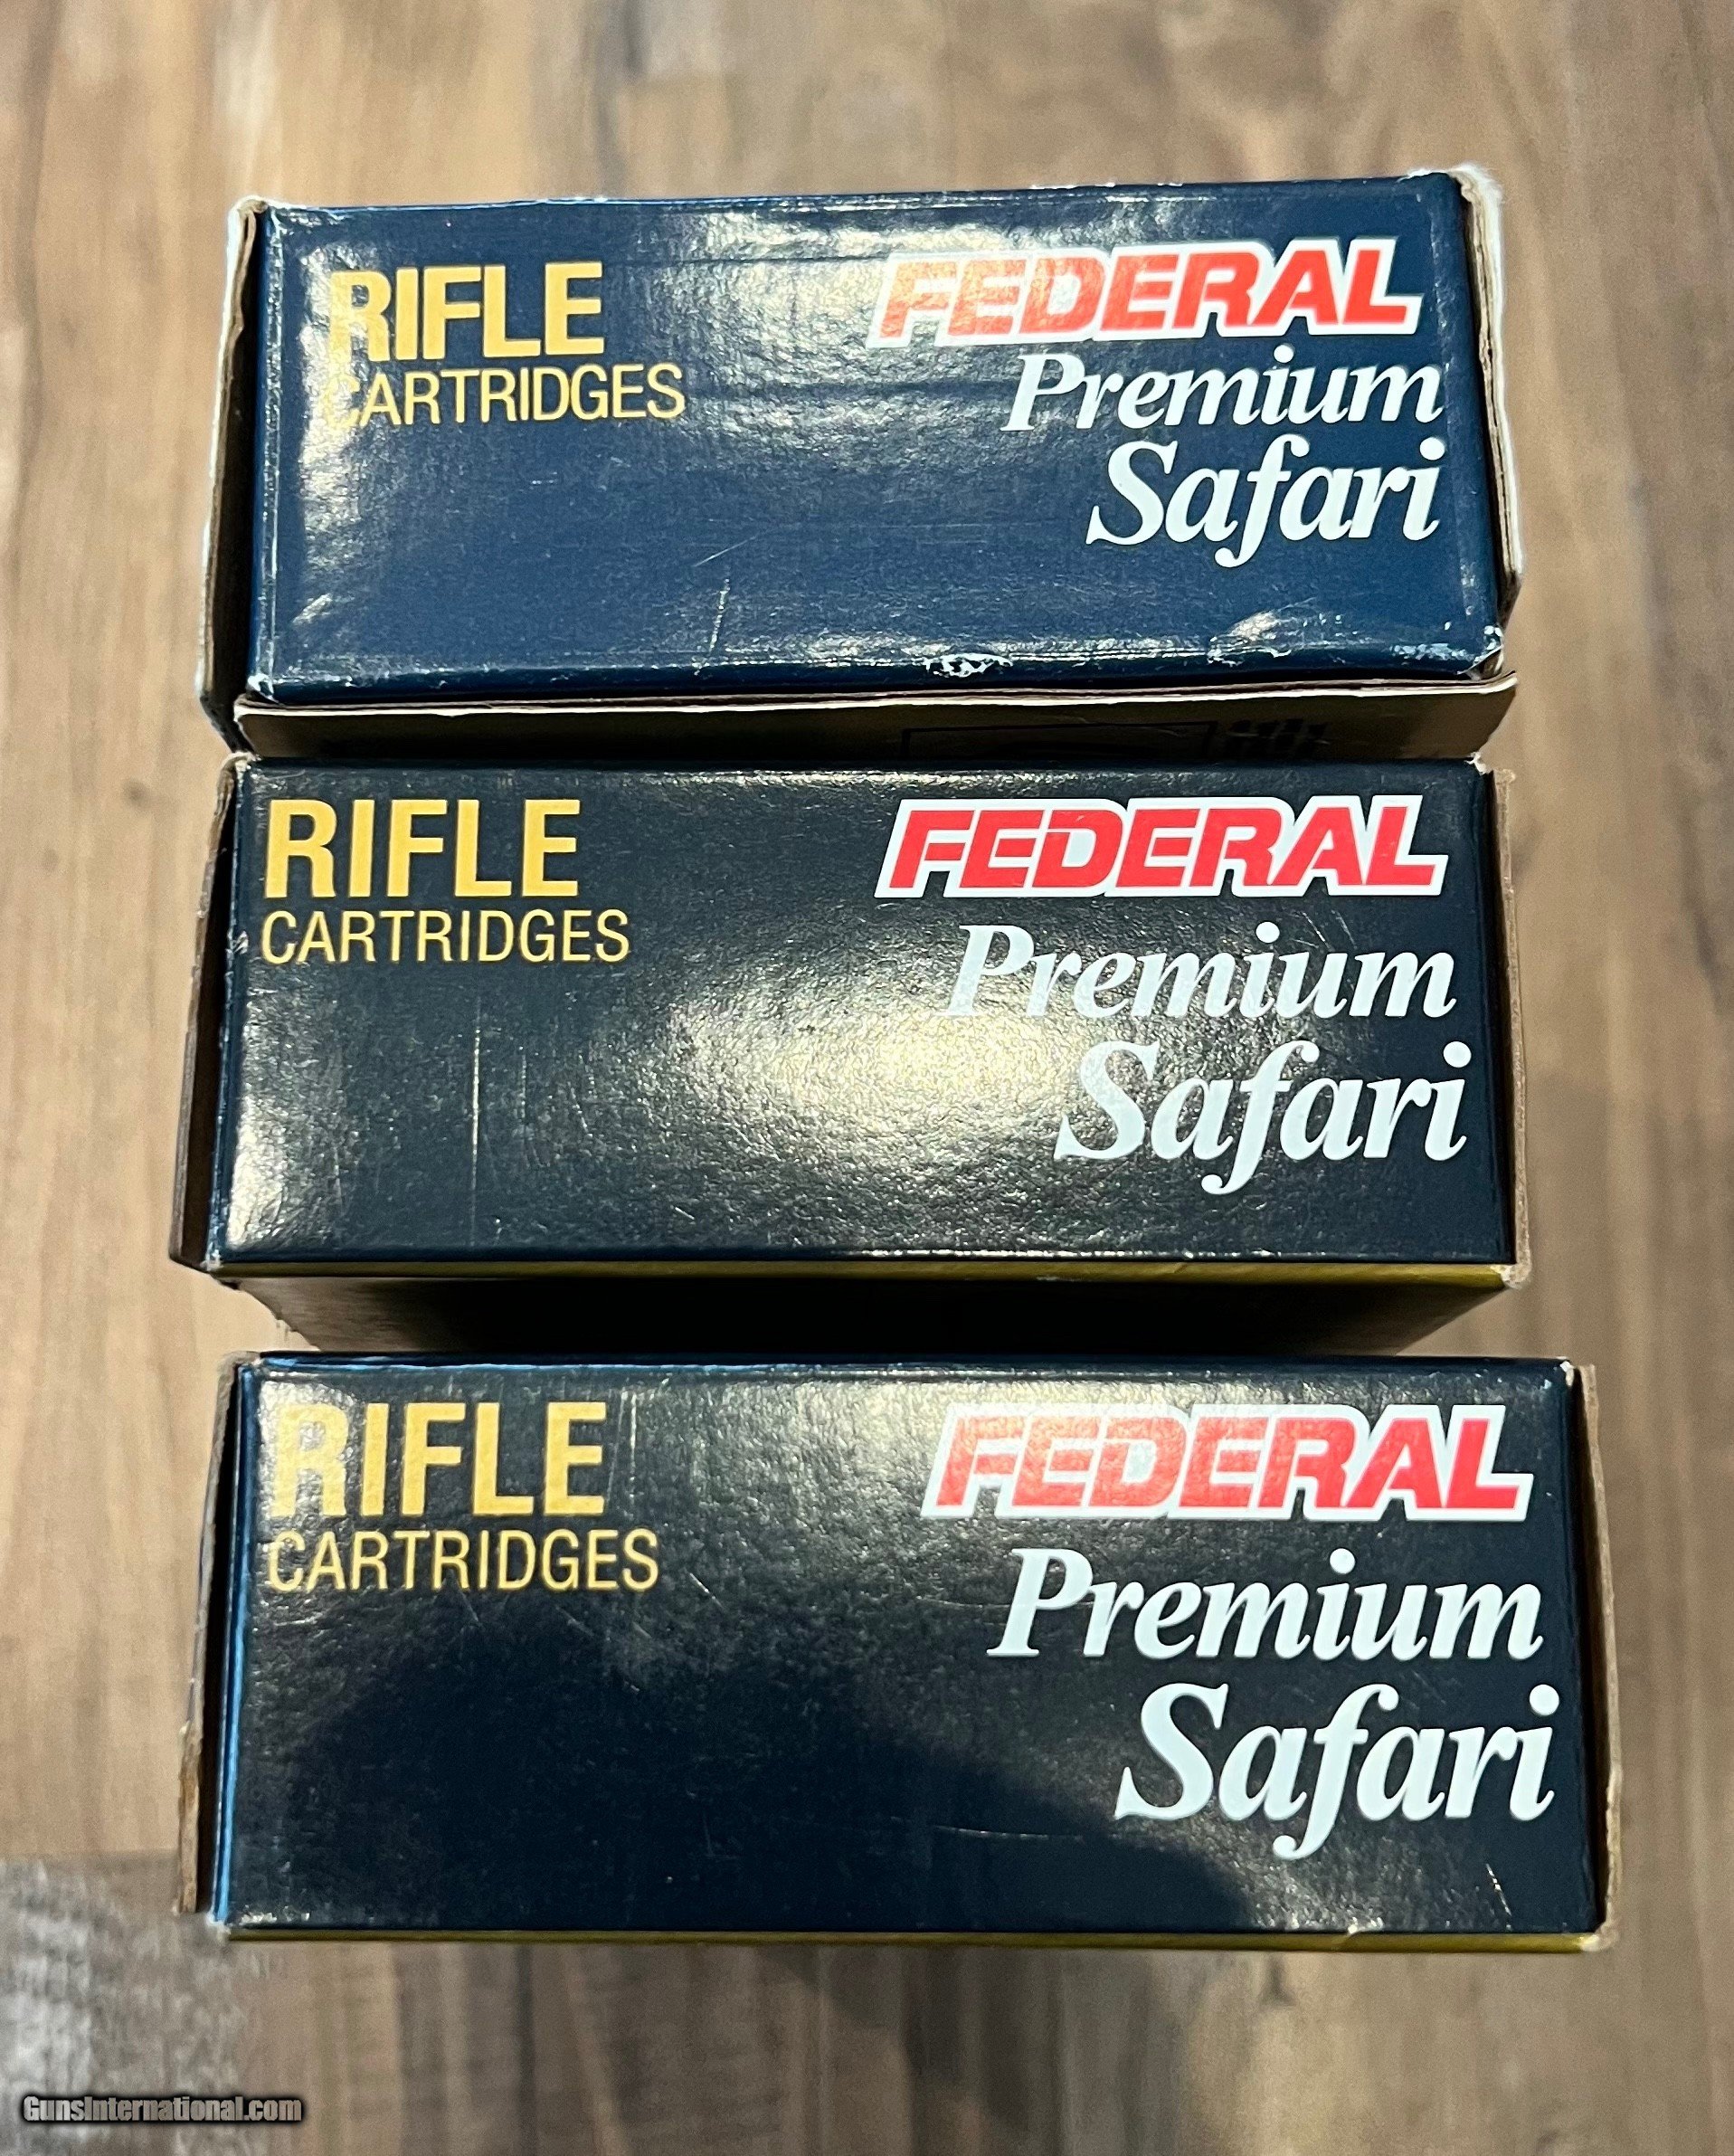 RIFLE
CARTRIDGES
FEDERAL
Premium
Safari
RIFLE
CARTRIDGES
FEDERAL
Premium
Safari
RIFLE
CARTRIDGES
FEDERAL
Premium
Safari
GunsInternational.com